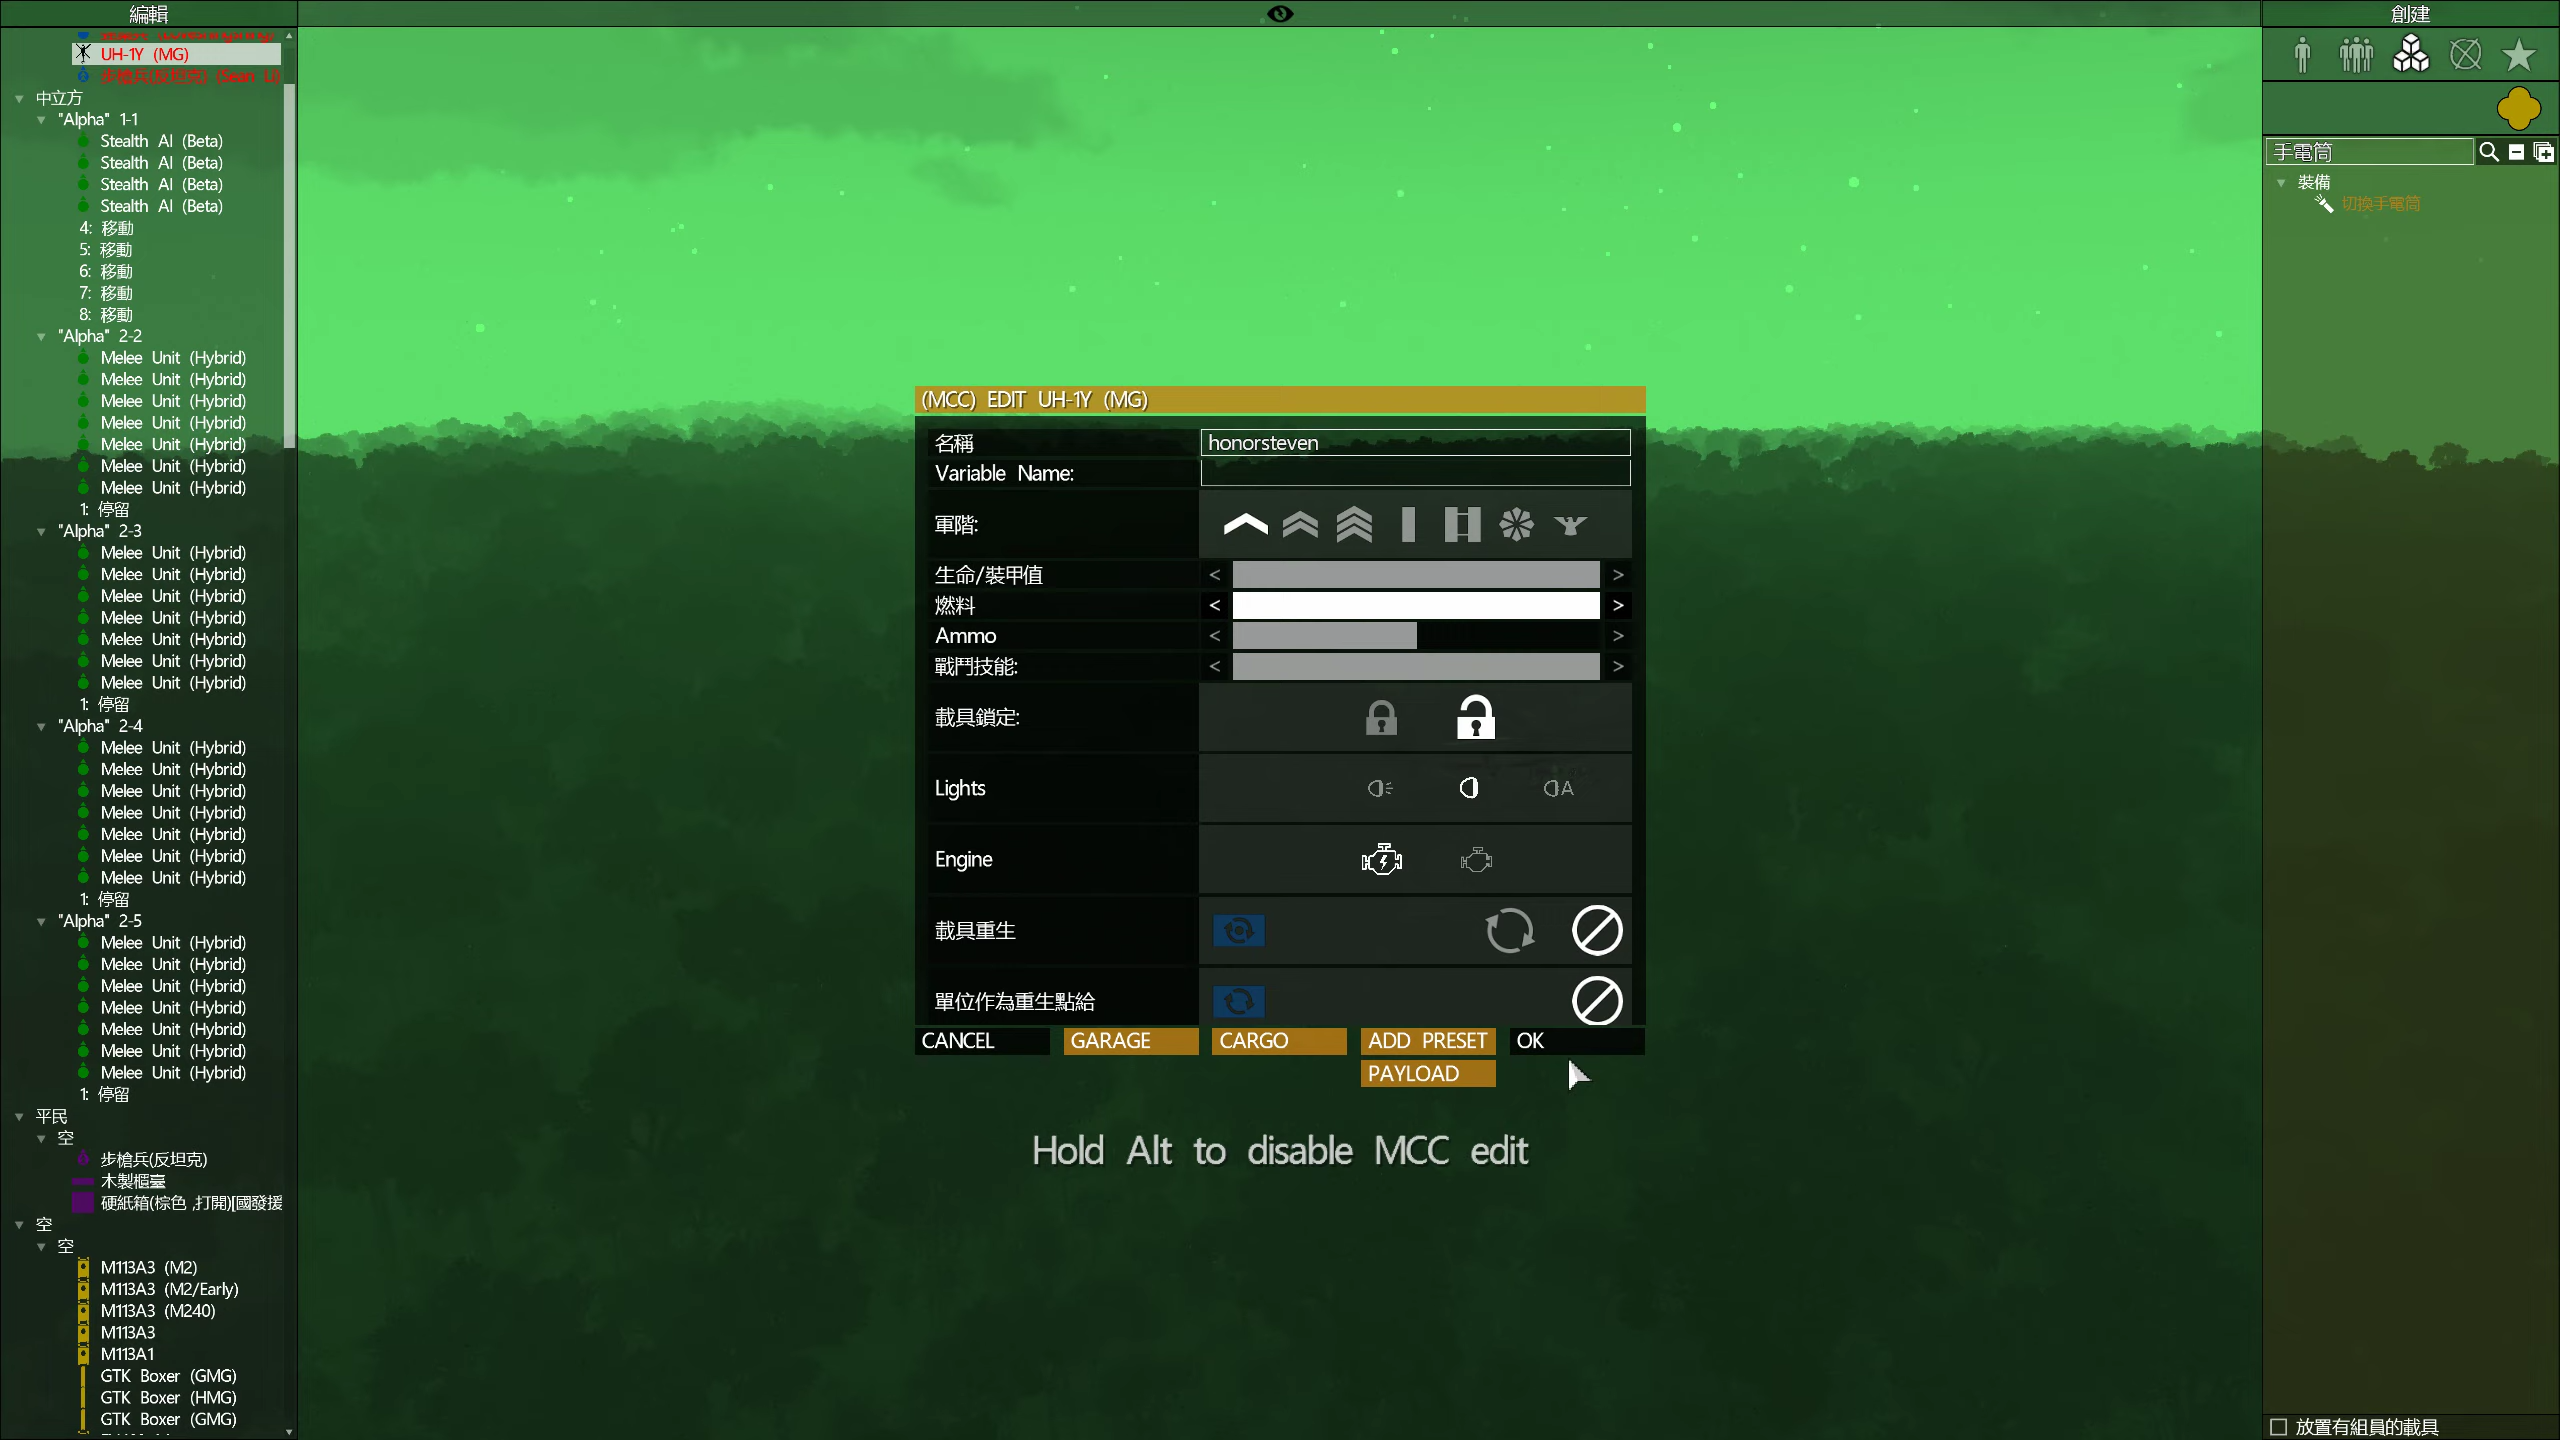 編輯
UH-1Y (MG)
步槍兵(反坦克) (Sean Li)
中立方
"Alpha" 1-1
Stealth AI (Beta)
Stealth AI (Beta)
Stealth AI (Beta)
Stealth AI (Beta)
4: 移動
5: 移動
6: 移動
7: 移動
8: 移動
"Alpha" 2-2
Melee Unit (Hybrid)
Melee Unit (Hybrid)
Melee Unit (Hybrid)
Melee Unit (Hybrid)
Melee Unit (Hybrid)
Melee Unit (Hybrid)
Melee Unit (Hybrid)
1: 停留
"Alpha" 2-3
Melee Unit (Hybrid)
Melee Unit (Hybrid)
Melee Unit (Hybrid)
Melee Unit (Hybrid)
Melee Unit (Hybrid)
Melee Unit (Hybrid)
Melee Unit (Hybrid)
1: 停留
"Alpha" 2-4
Melee Unit (Hybrid)
Melee Unit (Hybrid)
Melee Unit (Hybrid)
Melee Unit (Hybrid)
Melee Unit (Hybrid)
Melee Unit (Hybrid)
Melee Unit (Hybrid)
1: 停留
"Alpha" 2-5
Melee Unit (Hybrid)
Melee Unit (Hybrid)
Melee Unit (Hybrid)
Melee Unit (Hybrid)
Melee Unit (Hybrid)
Melee Unit (Hybrid)
Melee Unit (Hybrid)
1: 停留
平民
空
步槍兵(反坦克)
木製櫃臺
硬紙箱(棕色 ,打開)[國發援
空
空
M113A3 (M2)
M113A3 (M2/Early)
M113A3 (M240)
M113A3
M113A1
GTK Boxer (GMG)
GTK Boxer (HMG)
GTK Boxer (GMG)
(MCC) EDIT UH-1Y (MG)
名稱 honorsteven
Variable Name:
軍階:
生命/裝甲值 < >
燃料 < >
Ammo < >
戰鬥技能: < >
載具鎖定:
Lights A
Engine
載具重生
單位作為重生點給
CANCEL GARAGE CARGO ADD PRESET OK
PAYLOAD
Hold Alt to disable MCC edit
創建
手電筒
裝備
切換手電筒
放置有組員的載具